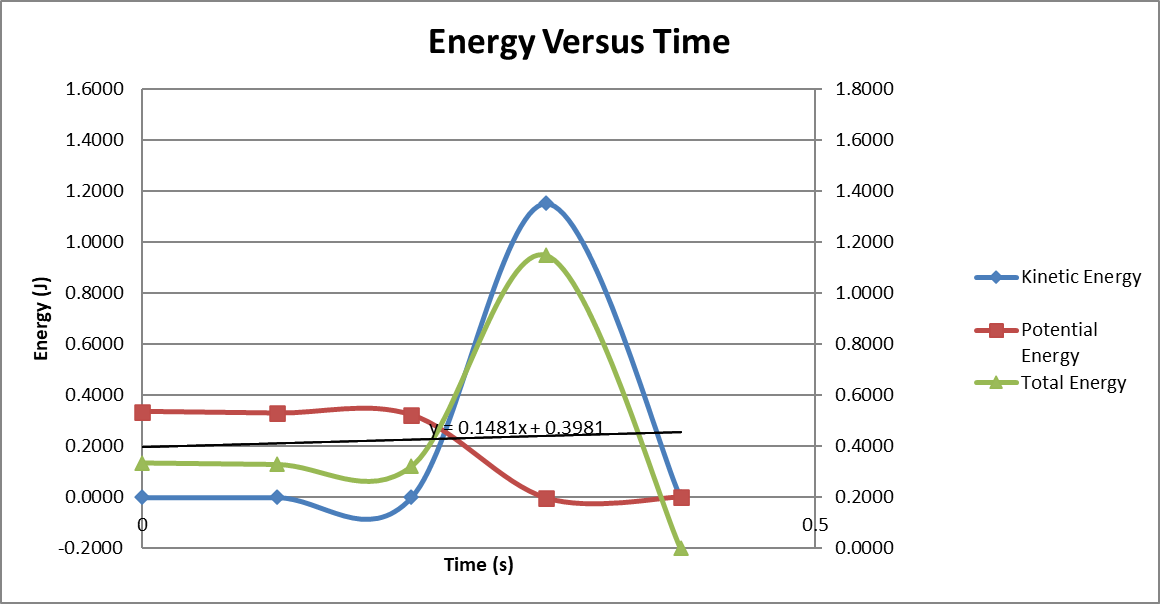 Energy Versus Time
1.6000
1.4000
1.2000
1.0000
0.8000
0.6000
0.4000
0.2000
0.0000
-0.2000
Energy (J)
0
0.5
Time (s)
y = 0.1481x + 0.3981
1.8000
1.6000
1.4000
1.2000
1.0000
0.8000
0.6000
0.4000
0.2000
0.0000
Kinetic Energy
Potential
Energy
Total Energy